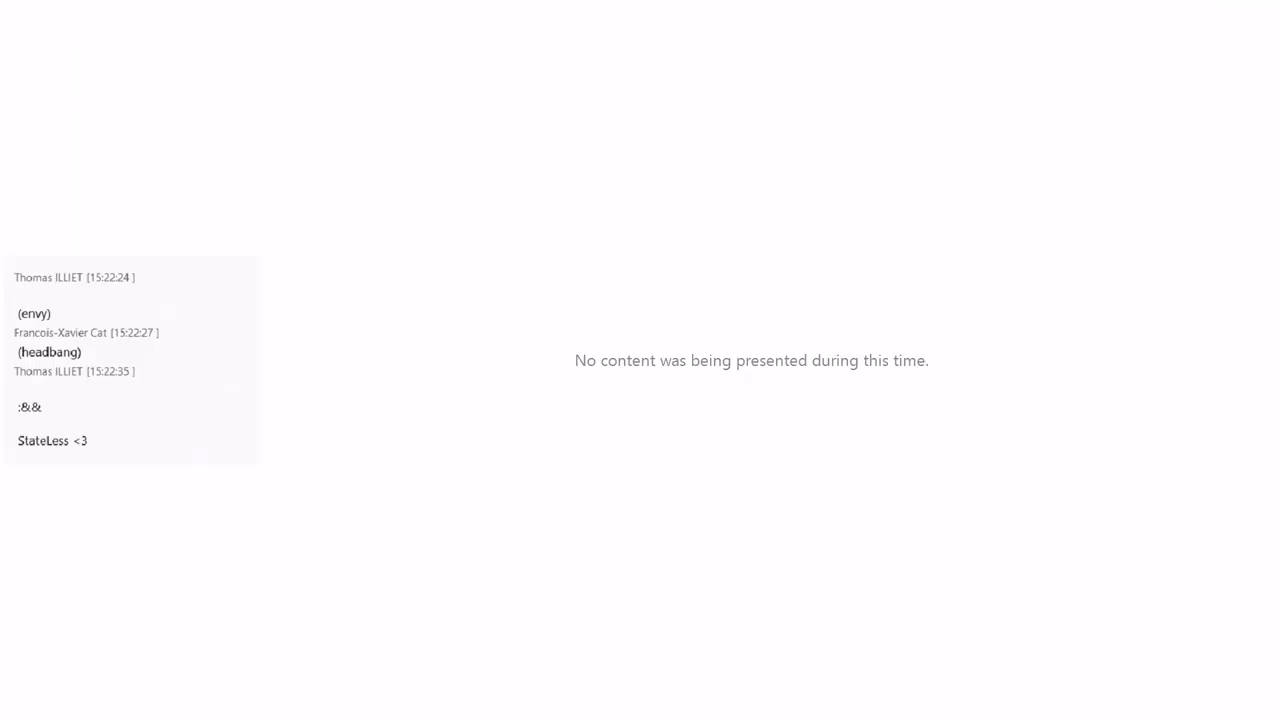 Thomas ILLIET [15:22:24 ]
(envy)
Francois-Xavier Cat [15:22:27 ]
(headbang)
Thomas ILLIET [15:22:35 ]
:&&
StateLess <3
No content was being presented during this time.